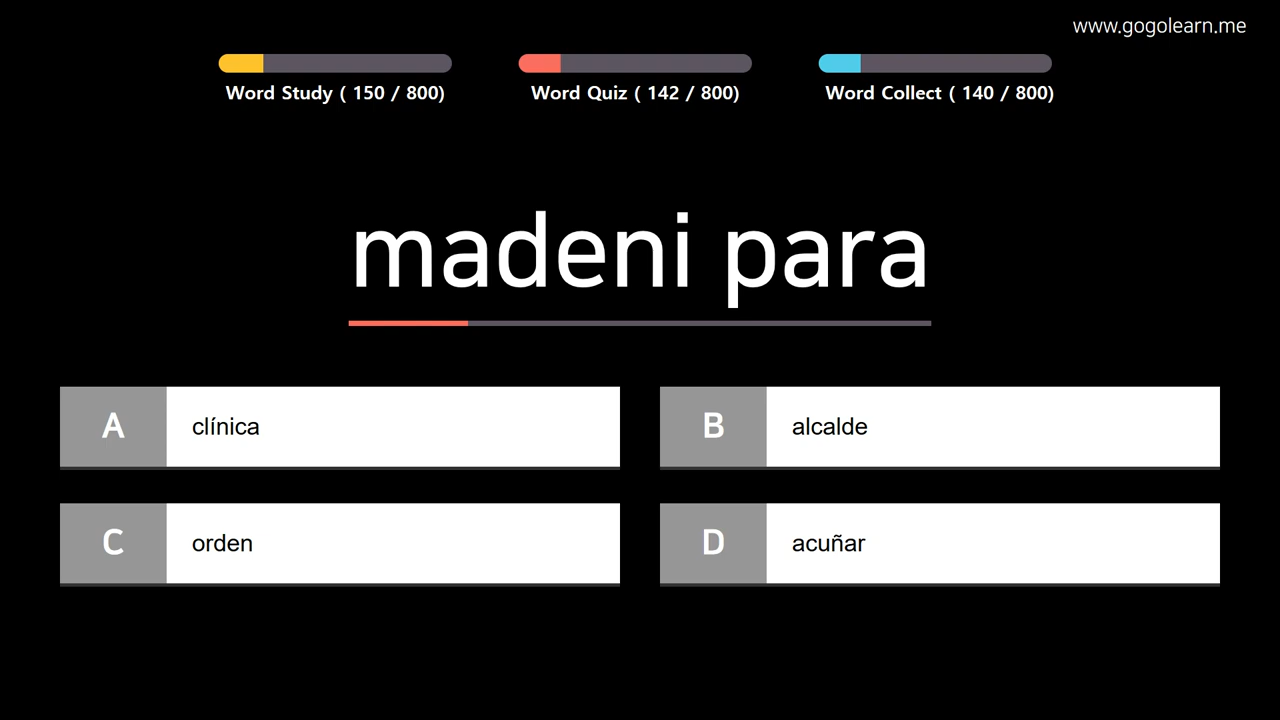 www.gogolearn.me
Word Study ( 150 / 800)
Word Quiz ( 142 / 800)
Word Collect ( 140 / 800)
madeni para
A clínica
B alcalde
C orden
D acuñar